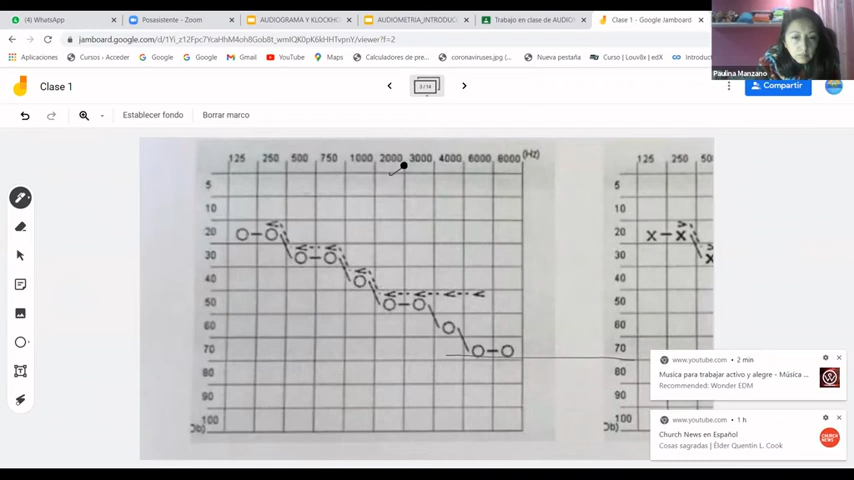 (4) WhatsApp
Posasistente - Zoom
AUDIOGRAMA Y KLOCKHO
AUDIOMETRIA_INTRODUC
Trabajo en clase de AUDIO
Clase 1 - Google Jamboard
jamboard.google.com/d/1Yi_z12Fpc7YcaHhM4oh8Gob8t_wmIQK0pK6kHHTvpnY/viewer?f=2
Aplicaciones
Cursos - Acceder
Google
Google
Gmail
YouTube
Maps
Calculadores de pre...
coronaviruses.jpg (...
Nueva pestaña
Curso | Louv8x | edX
Introducc
Paulina Manzano
Clase 1
3 / 14
Compartir
Establecer fondo
Borrar marco
125 250 500 750 1000 2000 3000 4000 6000 8000 (Hz)
5
10
20
30
40
50
60
70
80
90
100
Db)
125 250 50
5
10
20
30
40
50
60
70
80
90
100
Db)
www.youtube.com • 2 min
Musica para trabajar activo y alegre - Música ...
Recommended: Wonder EDM
www.youtube.com • 1 h
Church News en Español
Cosas sagradas | Élder Quentin L. Cook